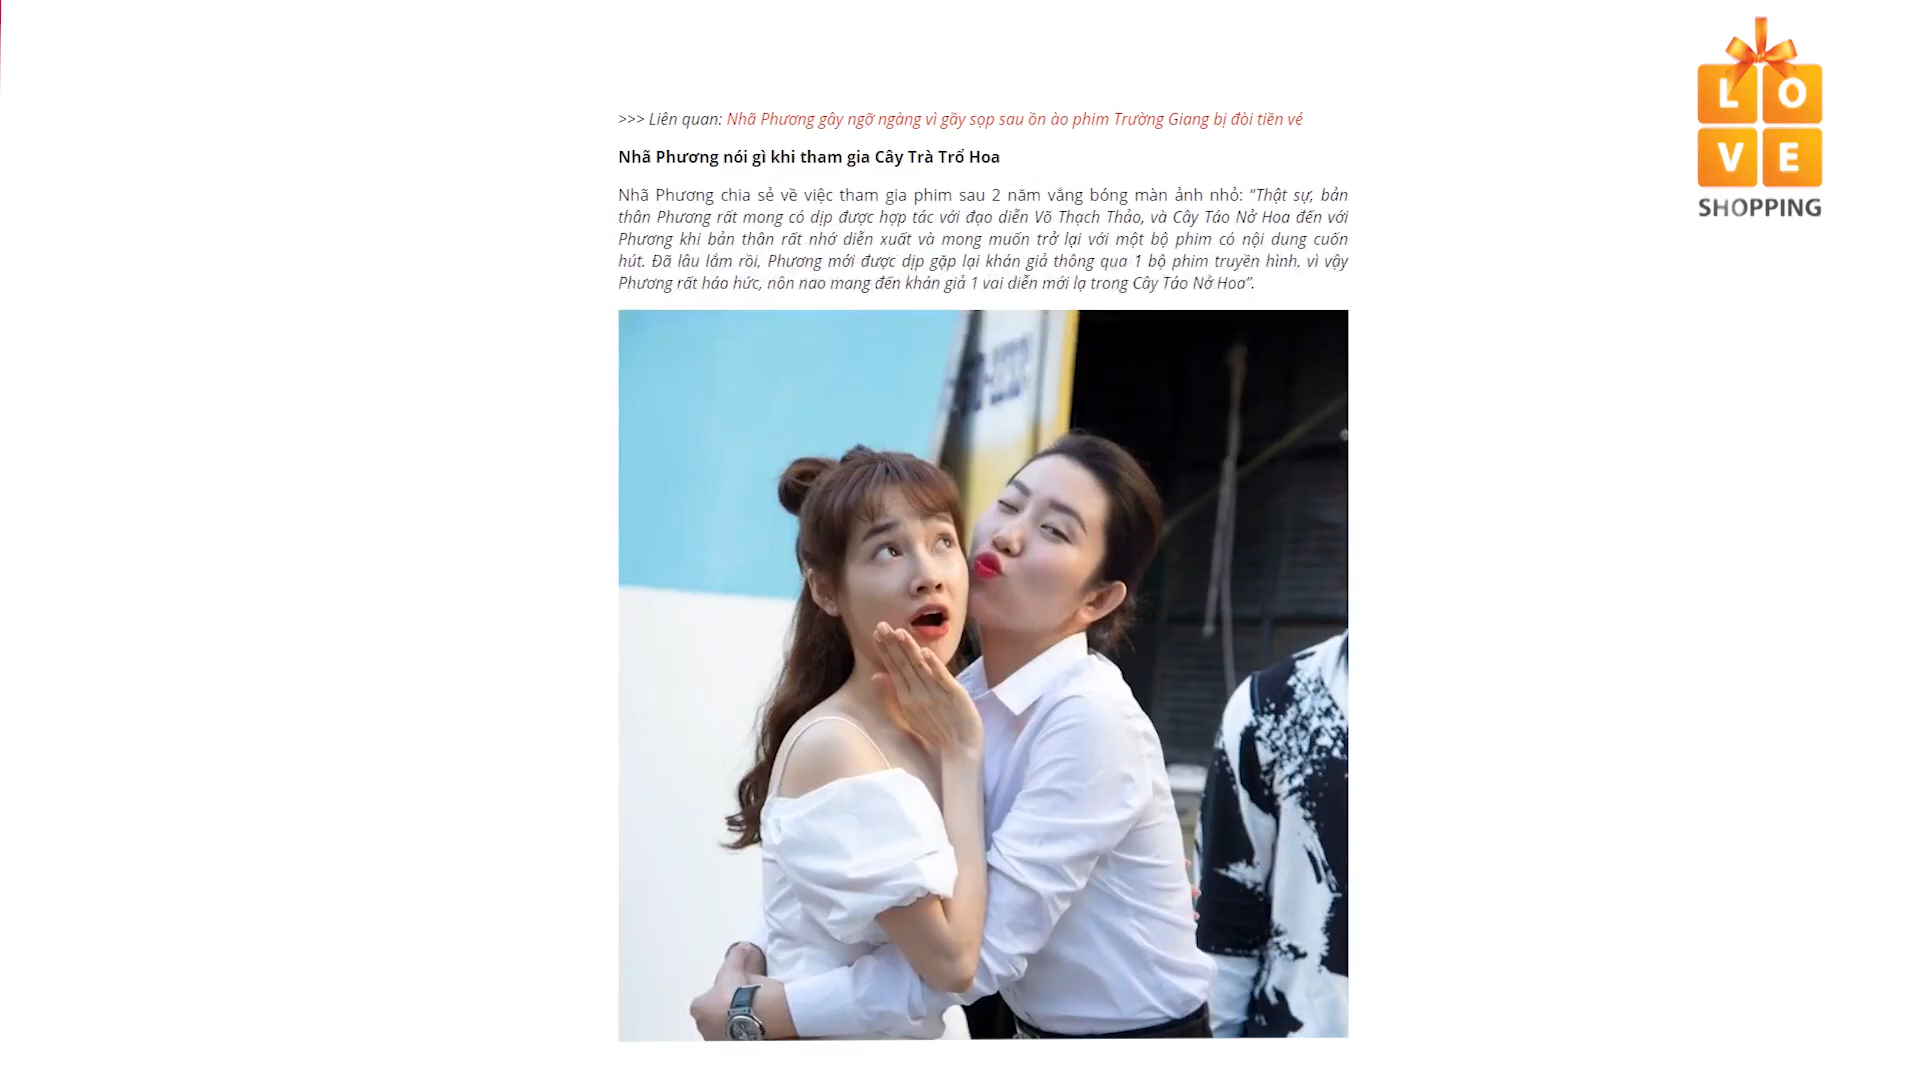 >>> Liên quan: Nhã Phương gây ngỡ ngàng vì gầy sọp sau ồn ào phim Trường Giang bị đòi tiền vé
Nhã Phương nói gì khi tham gia Cây Trà Trổ Hoa
Nhã Phương chia sẻ về việc tham gia phim sau 2 năm vắng bóng màn ảnh nhỏ: “Thật sự, bản
thân Phương rất mong có dịp được hợp tác với đạo diễn Võ Thạch Thảo, và Cây Táo Nở Hoa đến với
Phương khi bản thân rất nhớ diễn xuất và mong muốn trở lại với một bộ phim có nội dung cuốn
hút. Đã lâu lắm rồi, Phương mới được dịp gặp lại khán giả thông qua 1 bộ phim truyền hình, vì vậy
Phương rất háo hức, nôn nao mang đến khán giả 1 vai diễn mới lạ trong Cây Táo Nở Hoa”.
LO
VE
SHOPPING